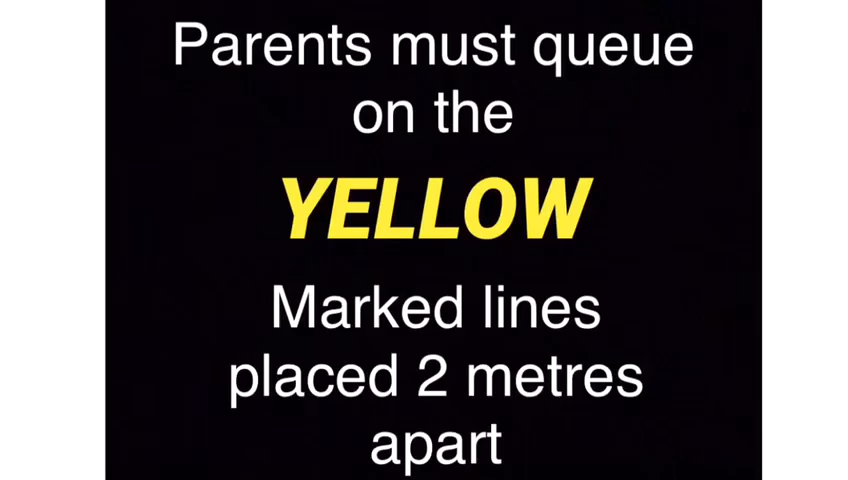 Parents must queue
on the
YELLOW
Marked lines
placed 2 metres
apart